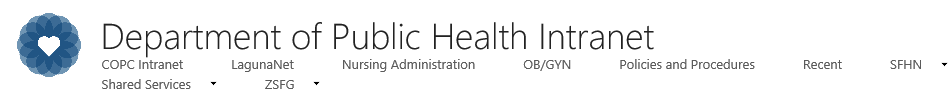 Department of Public Health Intranet
COPC Intranet LagunaNet Nursing Administration OB/GYN Policies and Procedures Recent SFHN
Shared Services ZSFG